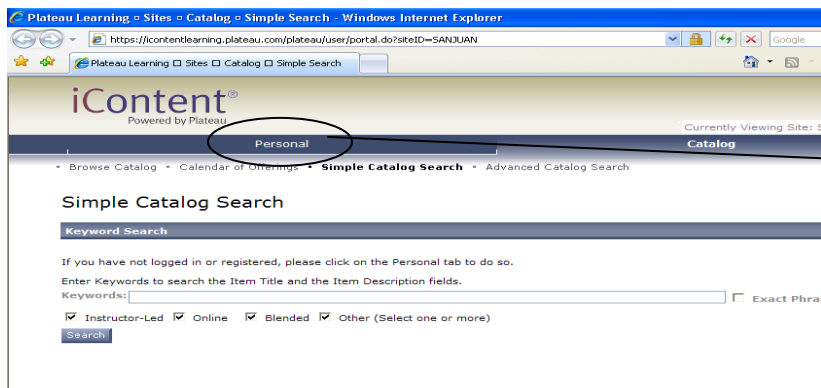 Plateau Learning ¤ Sites ¤ Catalog ¤ Simple Search - Windows Internet Explorer
https://icontentlearning.plateau.com/plateau/user/portal.do?siteID=SANJUAN
Google
Plateau Learning □ Sites □ Catalog □ Simple Search
iContent®
Powered by Plateau
Currently Viewing Site: S
Personal
Catalog
Browse Catalog • Calendar of Offerings • Simple Catalog Search • Advanced Catalog Search
Simple Catalog Search
Keyword Search
If you have not logged in or registered, please click on the Personal tab to do so.
Enter Keywords to search the Item Title and the Item Description fields.
Keywords:
Exact Phra
Instructor-Led Online Blended Other (Select one or more)
Search